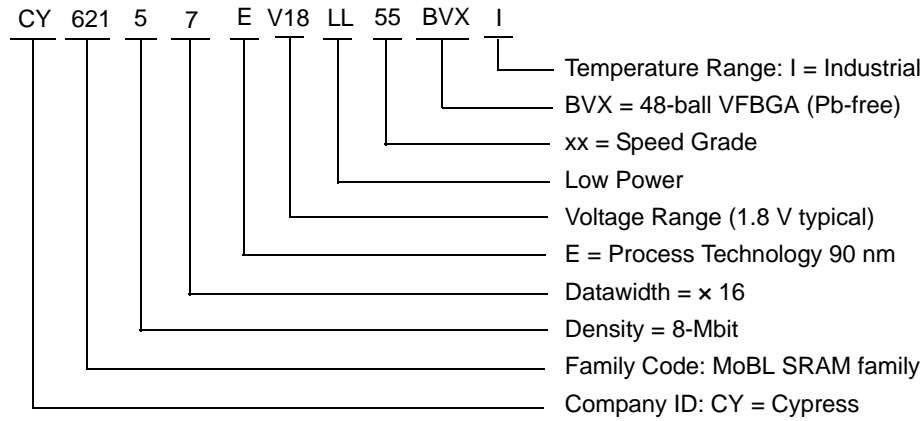 CY 621 5 7 E V18 LL 55 BVX I
Temperature Range: I = Industrial
BVX = 48-ball VFBGA (Pb-free)
xx = Speed Grade
Low Power
Voltage Range (1.8 V typical)
E = Process Technology 90 nm
Datawidth = × 16
Density = 8-Mbit
Family Code: MoBL SRAM family
Company ID: CY = Cypress